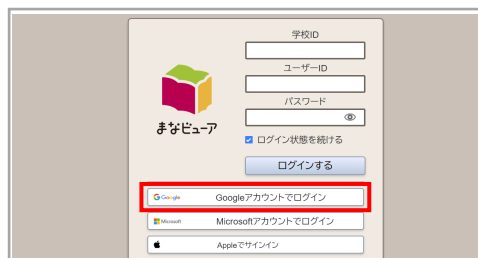 学校ID
ユーザーID
パスワード
まなビューア
ログイン状態を続ける
ログインする
Google Googleアカウントでログイン
Microsoft Microsoftアカウントでログイン
Appleでサインイン